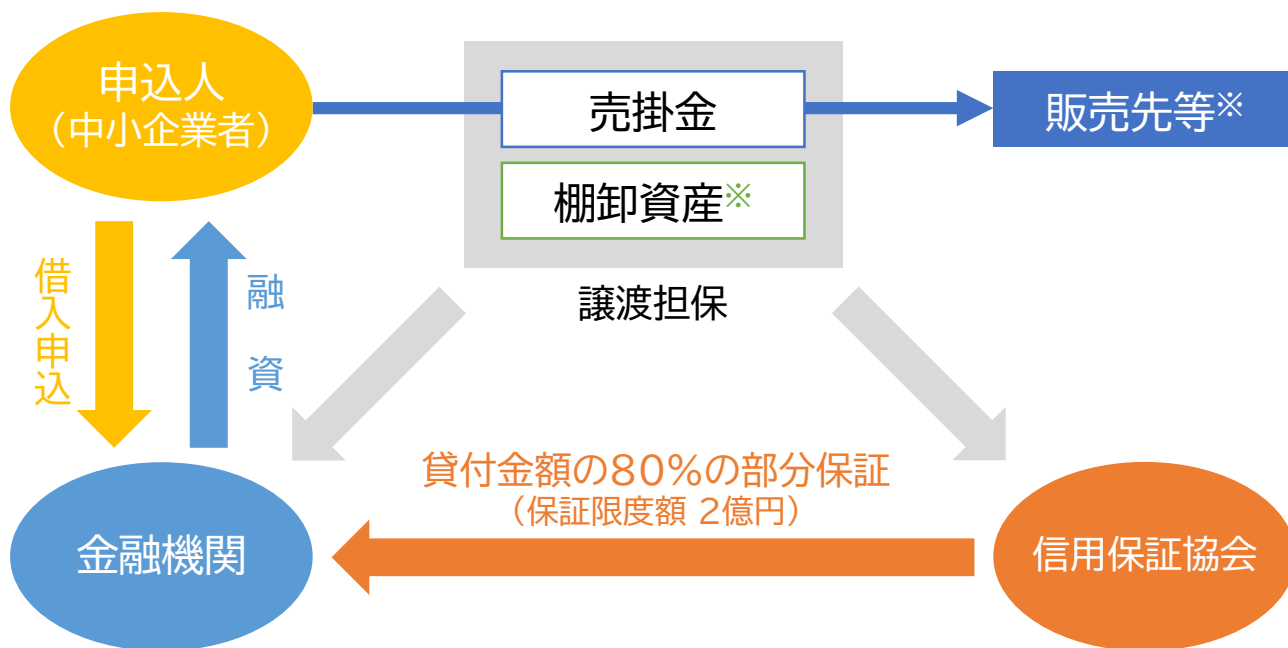 申込人
（中小企業者）
売掛金
販売先等※
棚卸資産※
譲渡担保
借入申込
融資
貸付金額の80%の部分保証
（保証限度額 2億円）
金融機関
信用保証協会